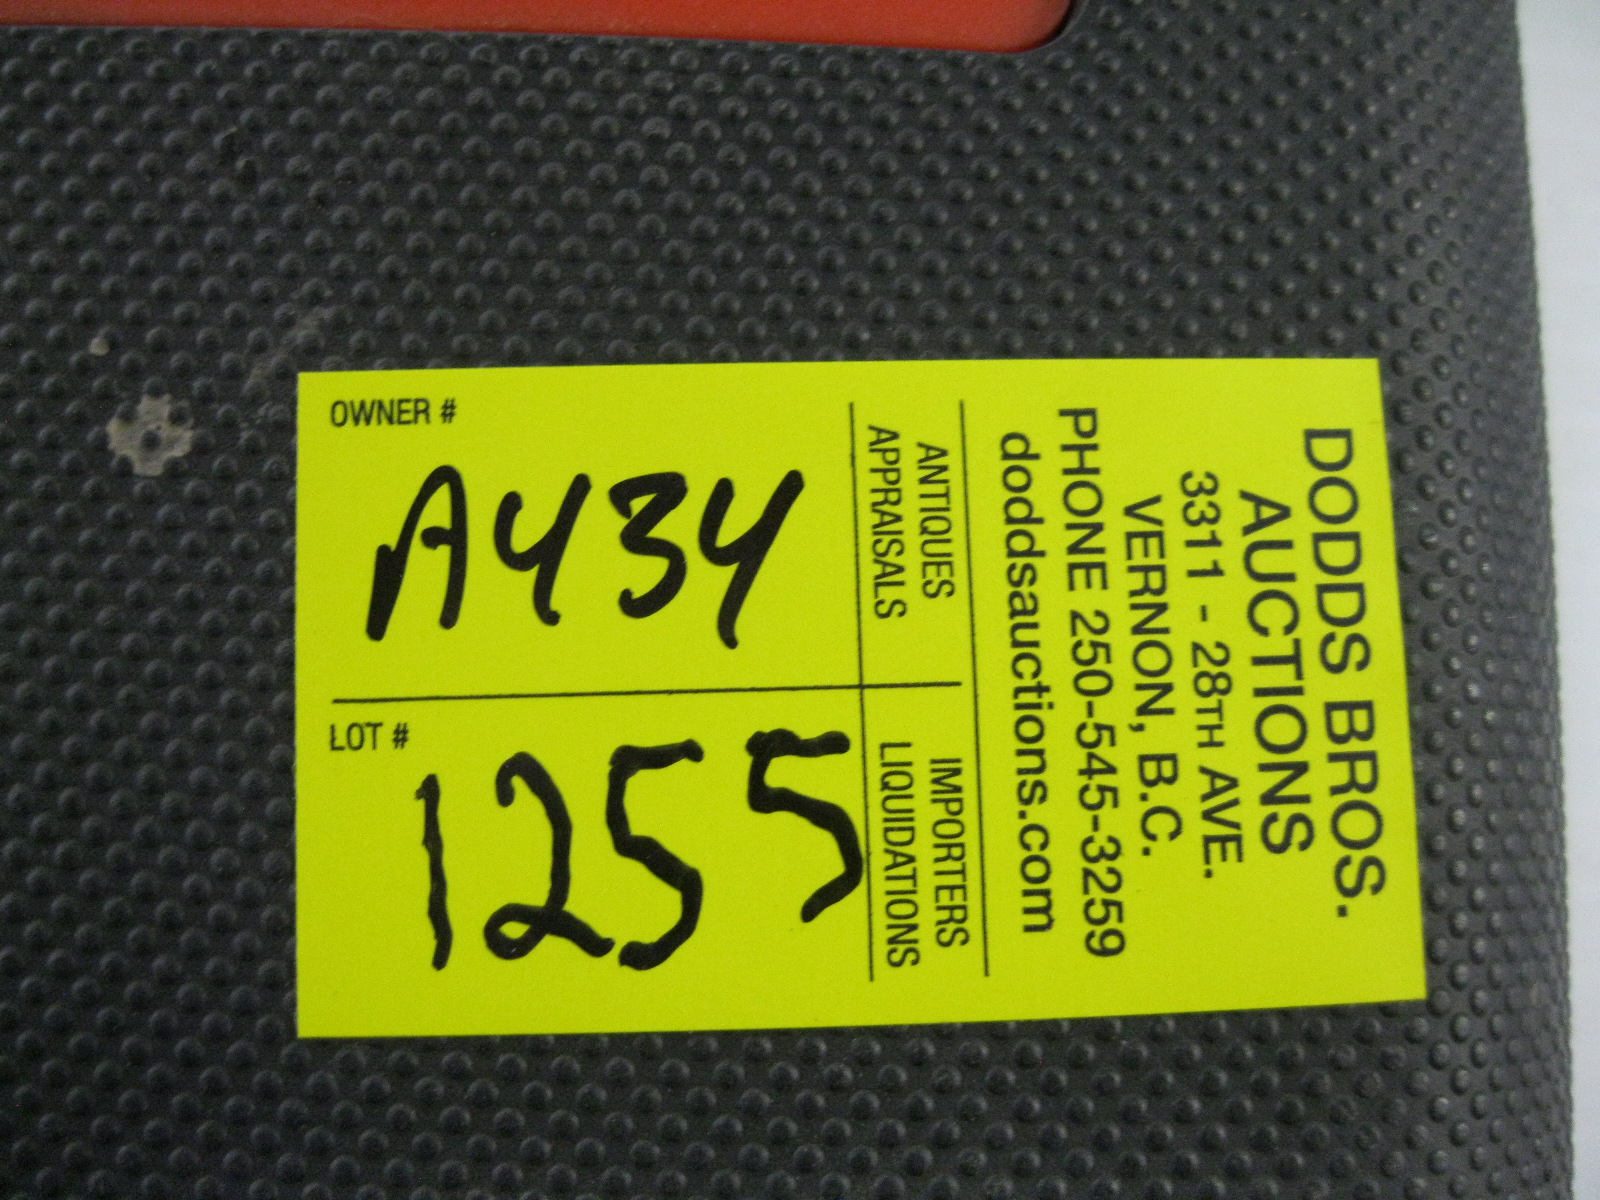 DODDS BROS.
AUCTIONS
3311 - 28TH AVE.
VERNON, B.C.
PHONE 250-545-3259
doddsauctions.com
ANTIQUES
APPRAISALS
IMPORTERS
LIQUIDATIONS
OWNER #
A434
LOT #
1255